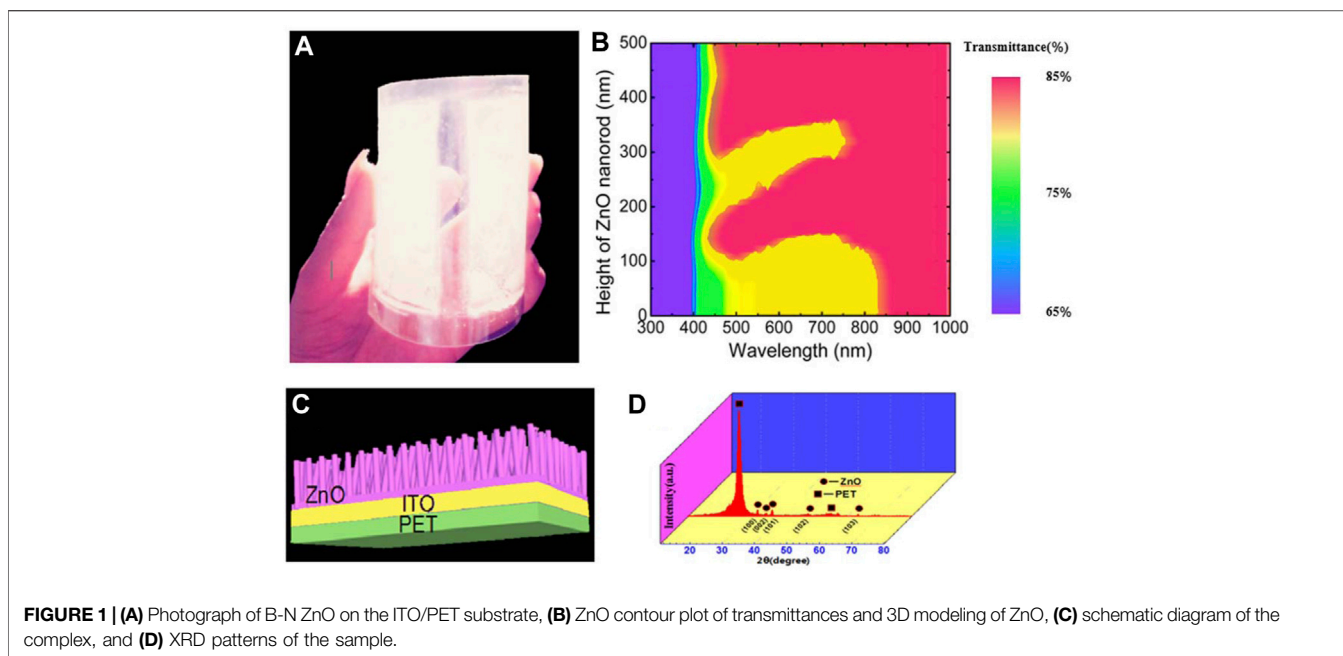 A
B
Transmittance(%)
500
400
300
200
100
0
Height of ZnO nanorod (nm)
300 400 500 600 700 800 900 1000
Wavelength (nm)
85%
75%
65%
C
ZnO
ITO
PET
D
Intensity(a.u.)
●—ZnO
■—PET
(100) (002) (101) (102) (103)
20 30 40 50 60 70 80
2θ(degree)
FIGURE 1 | (A) Photograph of B-N ZnO on the ITO/PET substrate, (B) ZnO contour plot of transmittances and 3D modeling of ZnO, (C) schematic diagram of the
complex, and (D) XRD patterns of the sample.